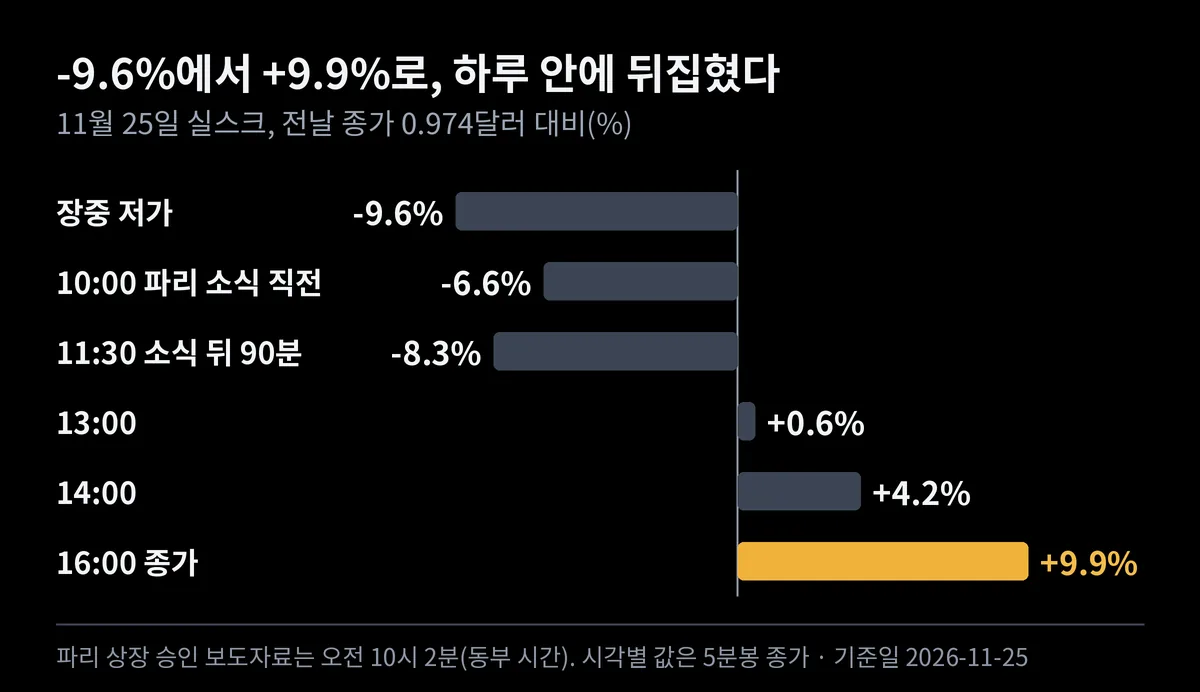 -9.6%에서 +9.9%로, 하루 안에 뒤집혔다
11월 25일 실스크, 전날 종가 0.974달러 대비(%)
장중 저가 -9.6%
10:00 파리 소식 직전 -6.6%
11:30 소식 뒤 90분 -8.3%
13:00 +0.6%
14:00 +4.2%
16:00 종가 +9.9%
파리 상장 승인 보도자료는 오전 10시 2분(동부 시간). 시각별 값은 5분봉 종가 · 기준일 2026-11-25